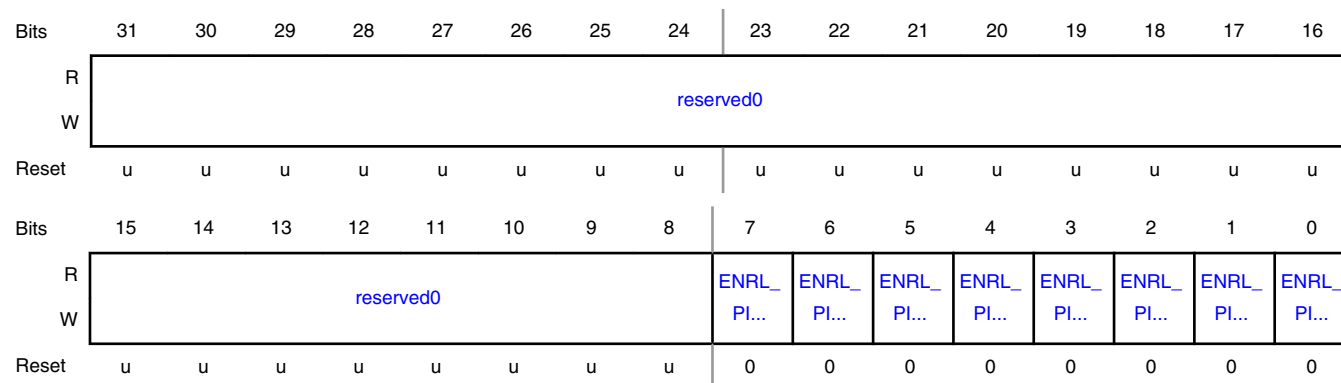 Bits 31 30 29 28 27 26 25 24 23 22 21 20 19 18 17 16
R
reserved0
W
Reset u u u u u u u u u u u u u u u u
Bits 15 14 13 12 11 10 9 8 7 6 5 4 3 2 1 0
R ENRL_ ENRL_ ENRL_ ENRL_ ENRL_ ENRL_ ENRL_ ENRL_
reserved0
W PI... PI... PI... PI... PI... PI... PI... PI...
Reset u u u u u u u u 0 0 0 0 0 0 0 0